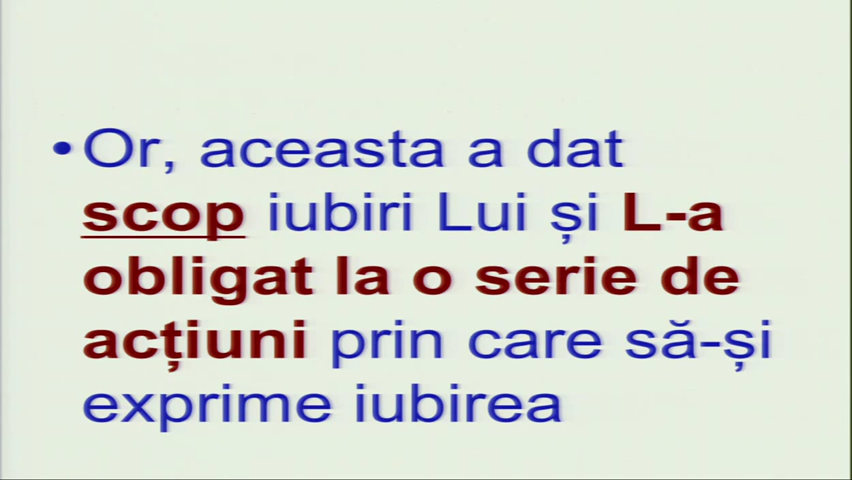 •Or, aceasta a dat
scop iubiri Lui și L-a
obligat la o serie de
acțiuni prin care să-și
exprime iubirea